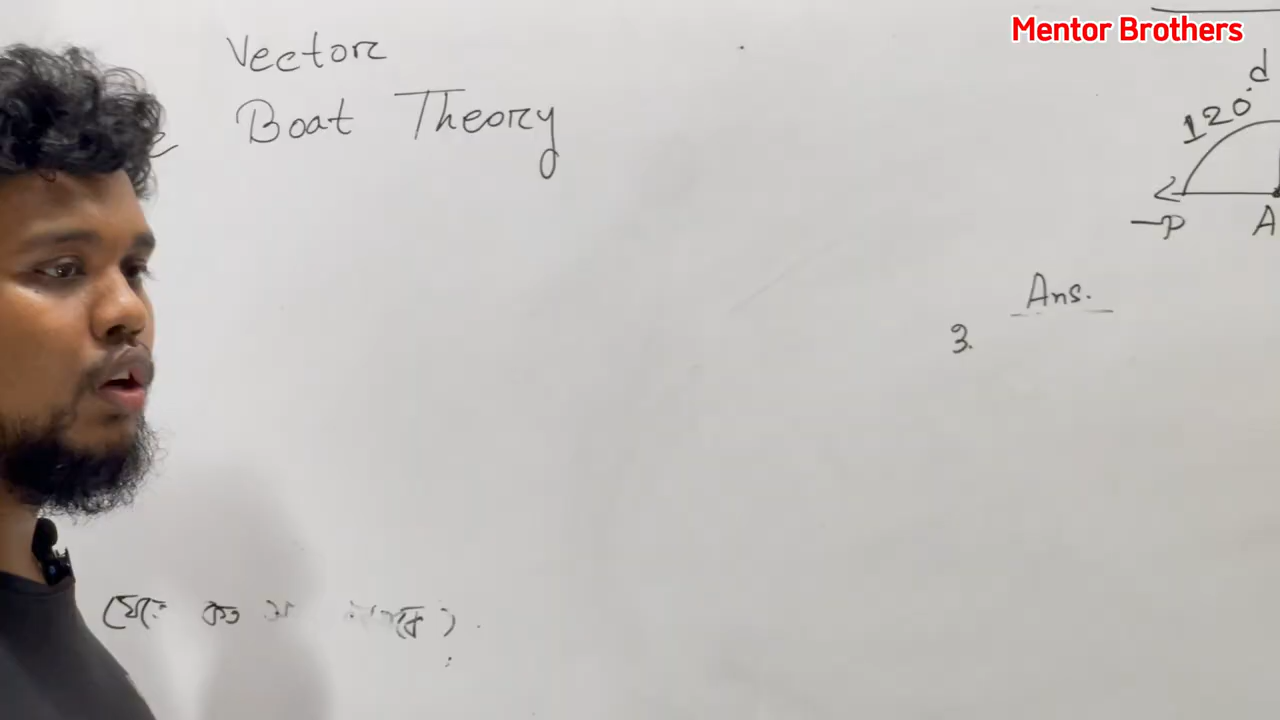 Mentor Brothers
Vector
Boat Theory
d
120°
-P
A
Ans.
3.